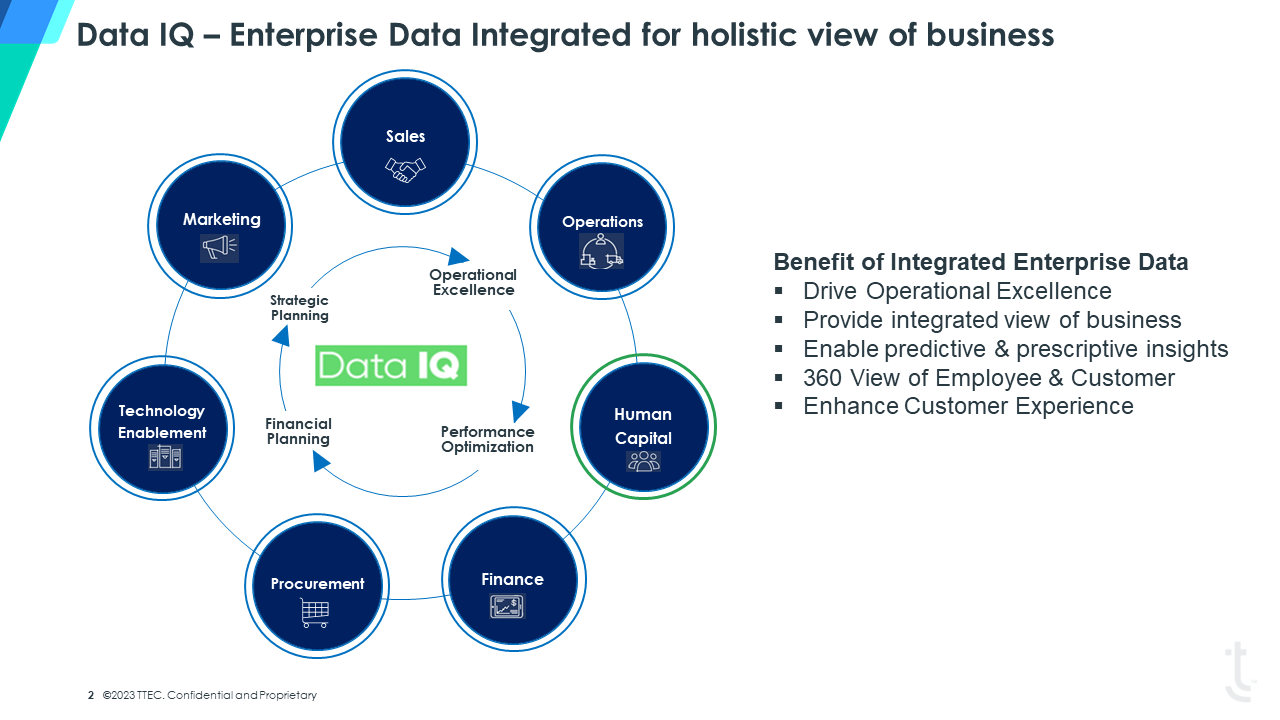 Data IQ – Enterprise Data Integrated for holistic view of business
Sales
Marketing
Operations
Operational
Excellence
Strategic
Planning
Data IQ
Technology
Enablement
Financial
Planning
Performance
Optimization
Human
Capital
Procurement
Finance
$
Benefit of Integrated Enterprise Data
▪ Drive Operational Excellence
▪ Provide integrated view of business
▪ Enable predictive & prescriptive insights
▪ 360 View of Employee & Customer
▪ Enhance Customer Experience
2 ©2023 TTEC. Confidential and Proprietary